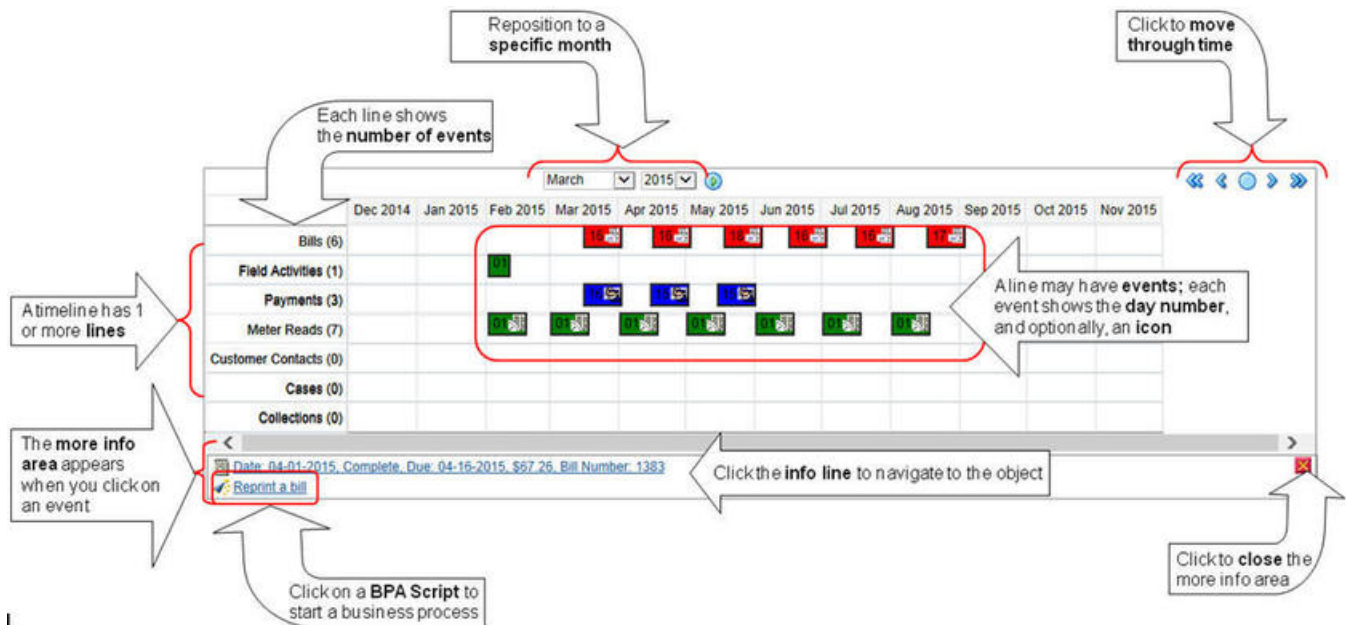 Reposition to a
specific month
Click to move
through time
Each line shows
the number of events
March 2015
Dec 2014 Jan 2015 Feb 2015 Mar 2015 Apr 2015 May 2015 Jun 2015 Jul 2015 Aug 2015 Sep 2015 Oct 2015 Nov 2015
Bills (6) 16 16 18 16 16 17
Field Activities (1) 01
Payments (3) 16 15 15
Meter Reads (7) 01 01 01 01 01 01 01
Customer Contacts (0)
Cases (0)
Collections (0)
A timeline has 1
or more lines
A line may have events; each
event shows the day number,
and optionally, an icon
The more info
area appears
when you click on
an event
Date: 04-01-2015, Complete, Due: 04-16-2015, $67.26, Bill Number: 1383
Reprint a bill
Click the info line to navigate to the object
Click on a BPA Script to
start a business process
Click to close the
more info area